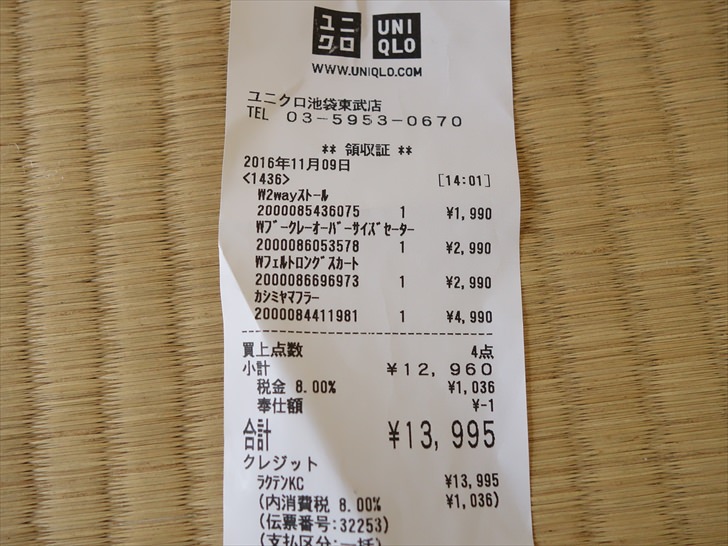 ユニクロ
UNIQLO
WWW.UNIQLO.COM
ユニクロ池袋東武店
TEL 03-5953-0670
** 領収証 **
2016年11月09日
<1436> [14:01]
W2wayストール
2000085436075 1 ¥1,990
Wブークレーオーバーサイズセーター
2000086053578 1 ¥2,990
Wフェルトロングスカート
2000086696973 1 ¥2,990
カシミヤマフラー
2000084411981 1 ¥4,990
買上点数 4点
小計 ¥12,960
税金 8.00% ¥1,036
奉仕額 ¥-1
合計 ¥13,995
クレジット
ラクテンKC ¥13,995
(内消費税 8.00% ¥1,036)
(伝票番号:32253)
(支払区分:一括)